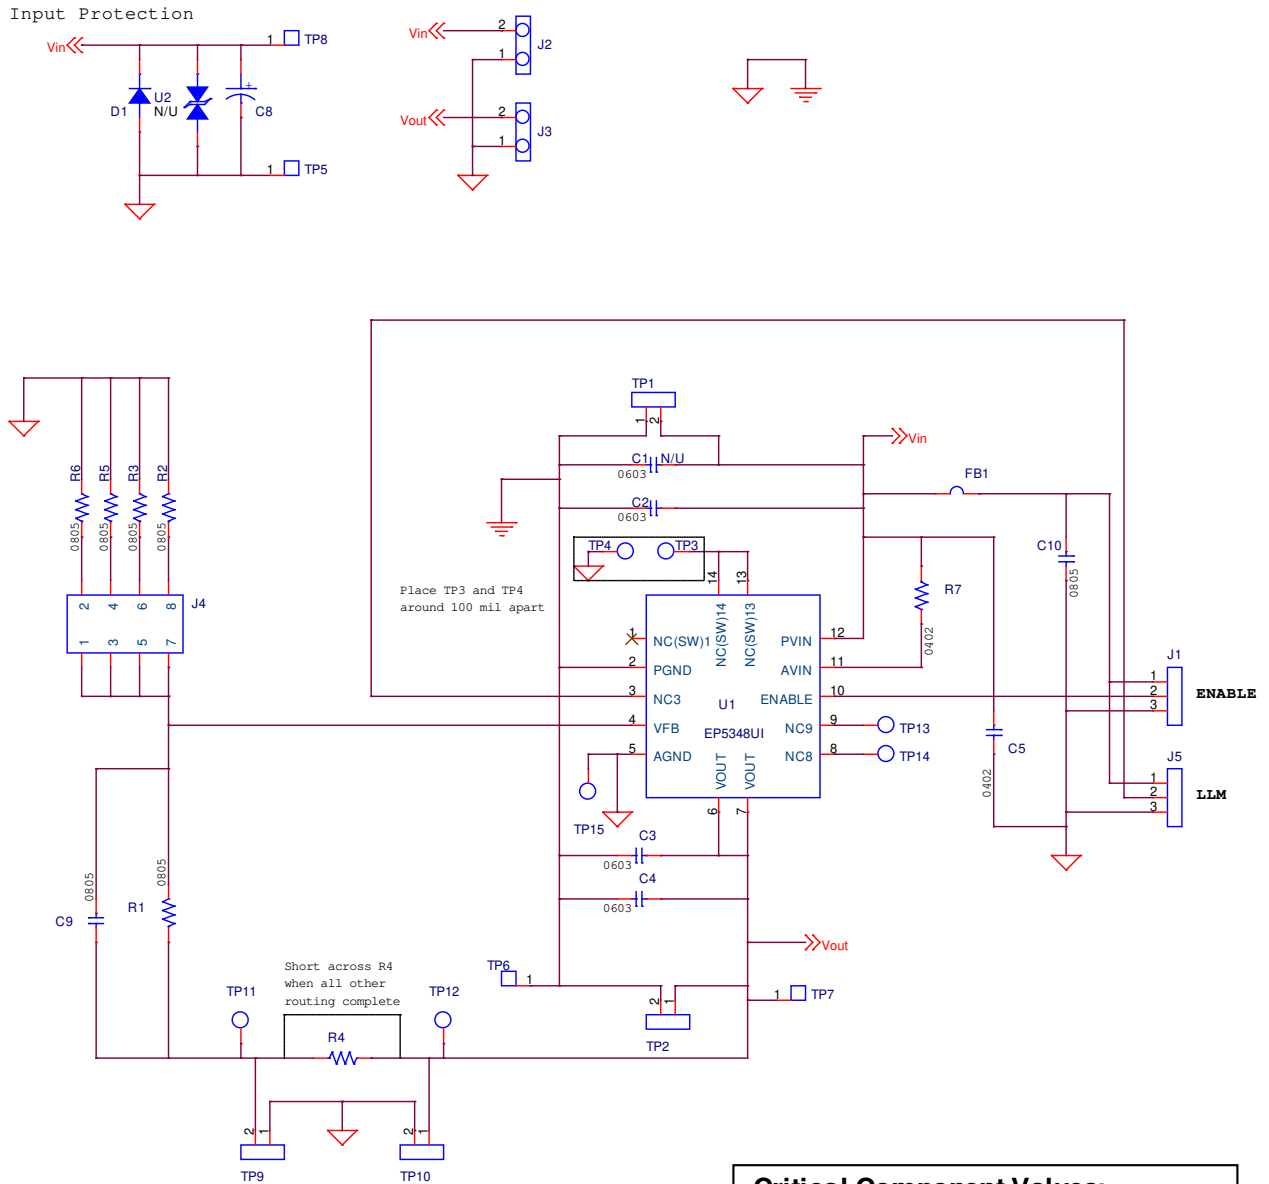 Input Protection
Vin
1
TP8
D1
U2
N/U
C8
1
TP5
Vin
2
1
J2
Vout
2
1
J3
TP1
1
2
C1
N/U
0603
C2
0603
Vin
FB1
R6
R5
R3
R2
0805
0805
0805
0805
TP4
TP3
Place TP3 and TP4
around 100 mil apart
14
13
C10
0805
R7
0402
2
4
6
8
J4
1
3
5
7
1
NC(SW)1
NC(SW)14
NC(SW)13
PVIN
12
2
PGND
AVIN
11
3
NC3
ENABLE
10
U1
4
VFB
EP5348UI
NC9
9
TP13
5
AGND
VOUT
VOUT
NC8
8
TP14
6
7
TP15
J1
1
2
3
ENABLE
C5
0402
J5
1
2
3
LLM
C3
0603
C4
0603
0805
0805
C9
R1
Vout
Short across R4
when all other
routing complete
TP6
1
TP11
TP12
R4
2
1
TP2
1
TP7
2
1
TP9
2
1
TP10
Critical Component Values: